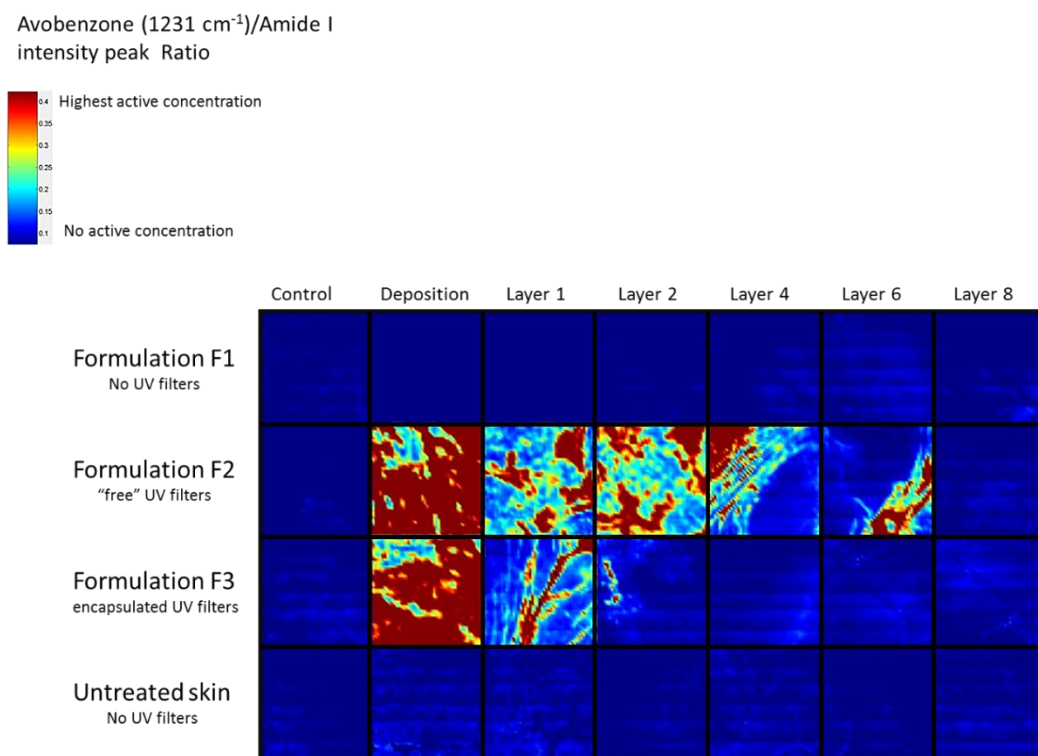 Avobenzone (1231 cm⁻¹)/Amide I
intensity peak Ratio
0.4
Highest active concentration
0.35
0.3
0.25
0.2
0.15
0.1
No active concentration
Control Deposition Layer 1 Layer 2 Layer 4 Layer 6 Layer 8
Formulation F1
No UV filters
Formulation F2
“free” UV filters
Formulation F3
encapsulated UV filters
Untreated skin
No UV filters